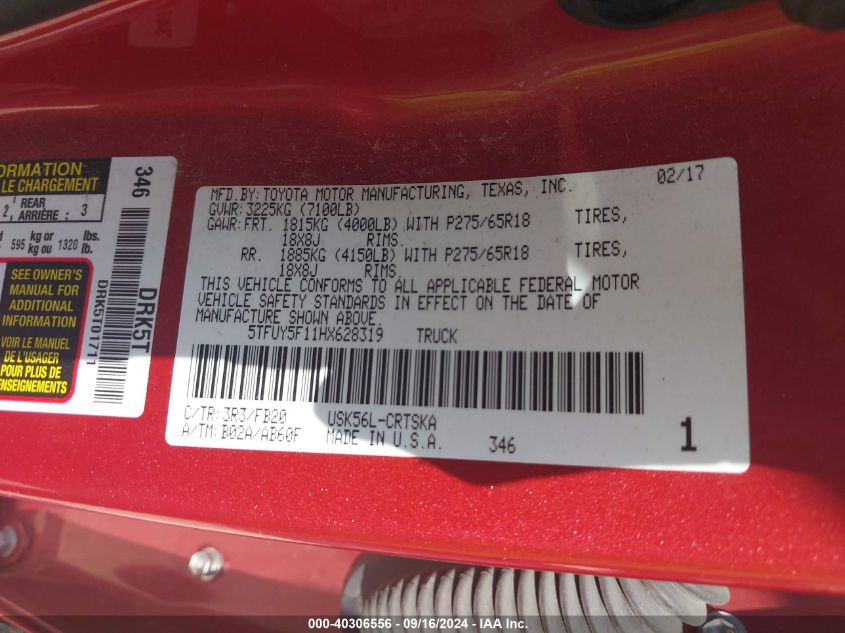 ORMATION
LE CHARGEMENT
2 REAR 3
ARRIÈRE :
595 kg or 1320 lbs.
kg ou lb.
SEE OWNER'S
MANUAL FOR
ADDITIONAL
INFORMATION
VOIR LE MANUEL
DE L'USAGER
POUR PLUS DE
RENSEIGNEMENTS
346
DRK5T
DRK5T01711
MFD.BY:TOYOTA MOTOR MANUFACTURING, TEXAS, INC. 02/17
GVWR:3225KG (7100LB)
GAWR:FRT. 1815KG (4000LB) WITH P275/65R18 TIRES,
18X8J RIMS.
RR. 1885KG (4150LB) WITH P275/65R18 TIRES,
18X8J RIMS.
THIS VEHICLE CONFORMS TO ALL APPLICABLE FEDERAL MOTOR
VEHICLE SAFETY STANDARDS IN EFFECT ON THE DATE OF
MANUFACTURE SHOWN ABOVE.
5TFUY5F11HX628319 TRUCK
C/TR:3R3/FB20 USK56L-CRTSKA
A/TM:B02A/AB60F MADE IN U.S.A. 346 1
000-40306556 - 09/16/2024 - IAA Inc.